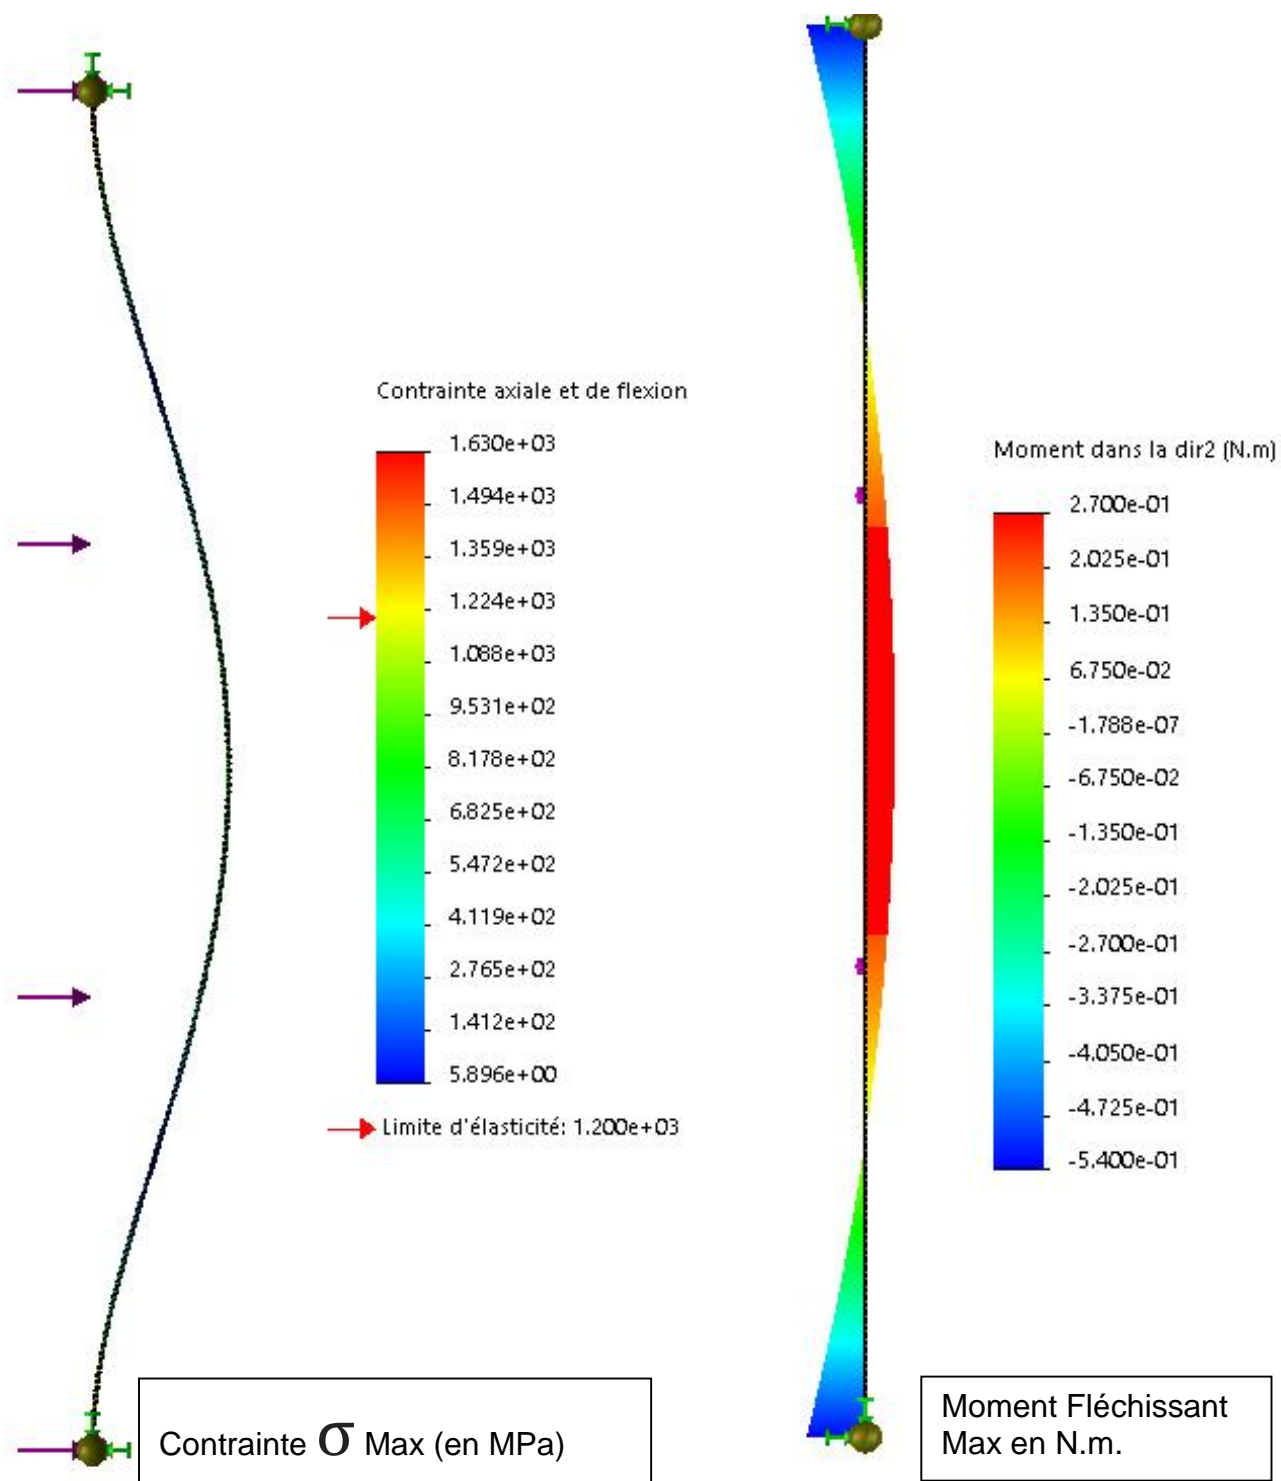 Contrainte axiale et de flexion
1.630e+03
1.494e+03
1.359e+03
1.224e+03
1.088e+03
9.531e+02
8.178e+02
6.825e+02
5.472e+02
4.119e+02
2.765e+02
1.412e+02
5.896e+00
Limite d'élasticité: 1.200e+03
Contrainte σ Max (en MPa)
Moment dans la dir2 (N.m)
2.700e-01
2.025e-01
1.350e-01
6.750e-02
-1.788e-07
-6.750e-02
-1.350e-01
-2.025e-01
-2.700e-01
-3.375e-01
-4.050e-01
-4.725e-01
-5.400e-01
Moment Fléchissant
Max en N.m.